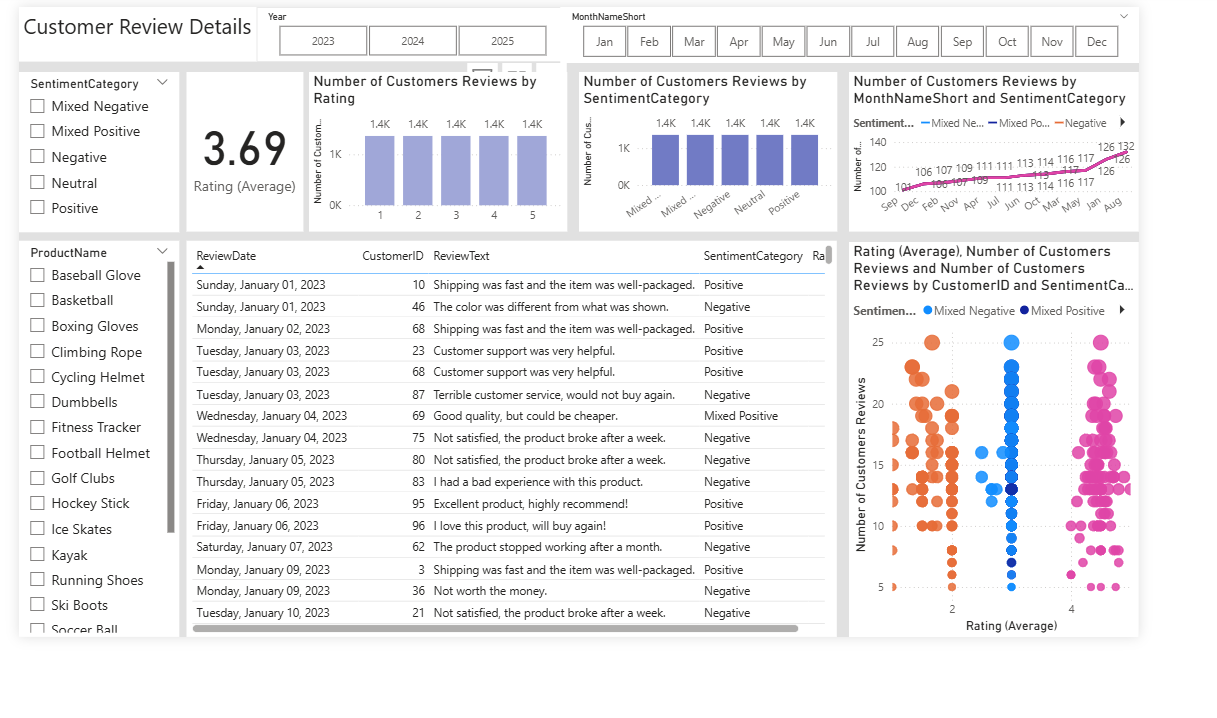 Customer Review Details
Year
2023
2024
2025
MonthNameShort
Jan
Feb
Mar
Apr
May
Jun
Jul
Aug
Sep
Oct
Nov
Dec
SentimentCategory
Mixed Negative
Mixed Positive
Negative
Neutral
Positive
3.69
Rating (Average)
Number of Customers Reviews by
Rating
Number of Custom...
1K
0K
1.4K 1.4K 1.4K 1.4K 1.4K
1 2 3 4 5
Number of Customers Reviews by
SentimentCategory
Number of Cus...
1K
0K
1.4K 1.4K 1.4K 1.4K 1.4K
Mixed ... Mixed ... Negative Neutral Positive
Number of Customers Reviews by
MonthNameShort and SentimentCategory
Sentiment... Mixed Ne... Mixed Po... Negative
Number of...
140
120
100
126 132
106 107 109 111 111 113 114 116 117
126
126
111 113 114 116 117
Sep Dec Feb Nov Apr Jul Jun Oct Mar May Jan Aug
ProductName
Baseball Glove
Basketball
Boxing Gloves
Climbing Rope
Cycling Helmet
Dumbbells
Fitness Tracker
Football Helmet
Golf Clubs
Hockey Stick
Ice Skates
Kayak
Running Shoes
Ski Boots
Soccer Ball
ReviewDate CustomerID ReviewText SentimentCategory Ra
Sunday, January 01, 2023 10 Shipping was fast and the item was well-packaged. Positive
Sunday, January 01, 2023 46 The color was different from what was shown. Negative
Monday, January 02, 2023 68 Shipping was fast and the item was well-packaged. Positive
Tuesday, January 03, 2023 23 Customer support was very helpful. Positive
Tuesday, January 03, 2023 68 Customer support was very helpful. Positive
Tuesday, January 03, 2023 87 Terrible customer service, would not buy again. Negative
Wednesday, January 04, 2023 69 Good quality, but could be cheaper. Mixed Positive
Wednesday, January 04, 2023 75 Not satisfied, the product broke after a week. Negative
Thursday, January 05, 2023 80 Not satisfied, the product broke after a week. Negative
Thursday, January 05, 2023 83 I had a bad experience with this product. Negative
Friday, January 06, 2023 95 Excellent product, highly recommend! Positive
Friday, January 06, 2023 96 I love this product, will buy again! Positive
Saturday, January 07, 2023 62 The product stopped working after a month. Negative
Monday, January 09, 2023 3 Shipping was fast and the item was well-packaged. Positive
Monday, January 09, 2023 36 Not worth the money. Negative
Tuesday, January 10, 2023 21 Not satisfied, the product broke after a week. Negative
Rating (Average), Number of Customers
Reviews and Number of Customers
Reviews by CustomerID and SentimentCa...
Sentimen... Mixed Negative Mixed Positive
Number of Customers Reviews
25
20
15
10
5
2 4
Rating (Average)